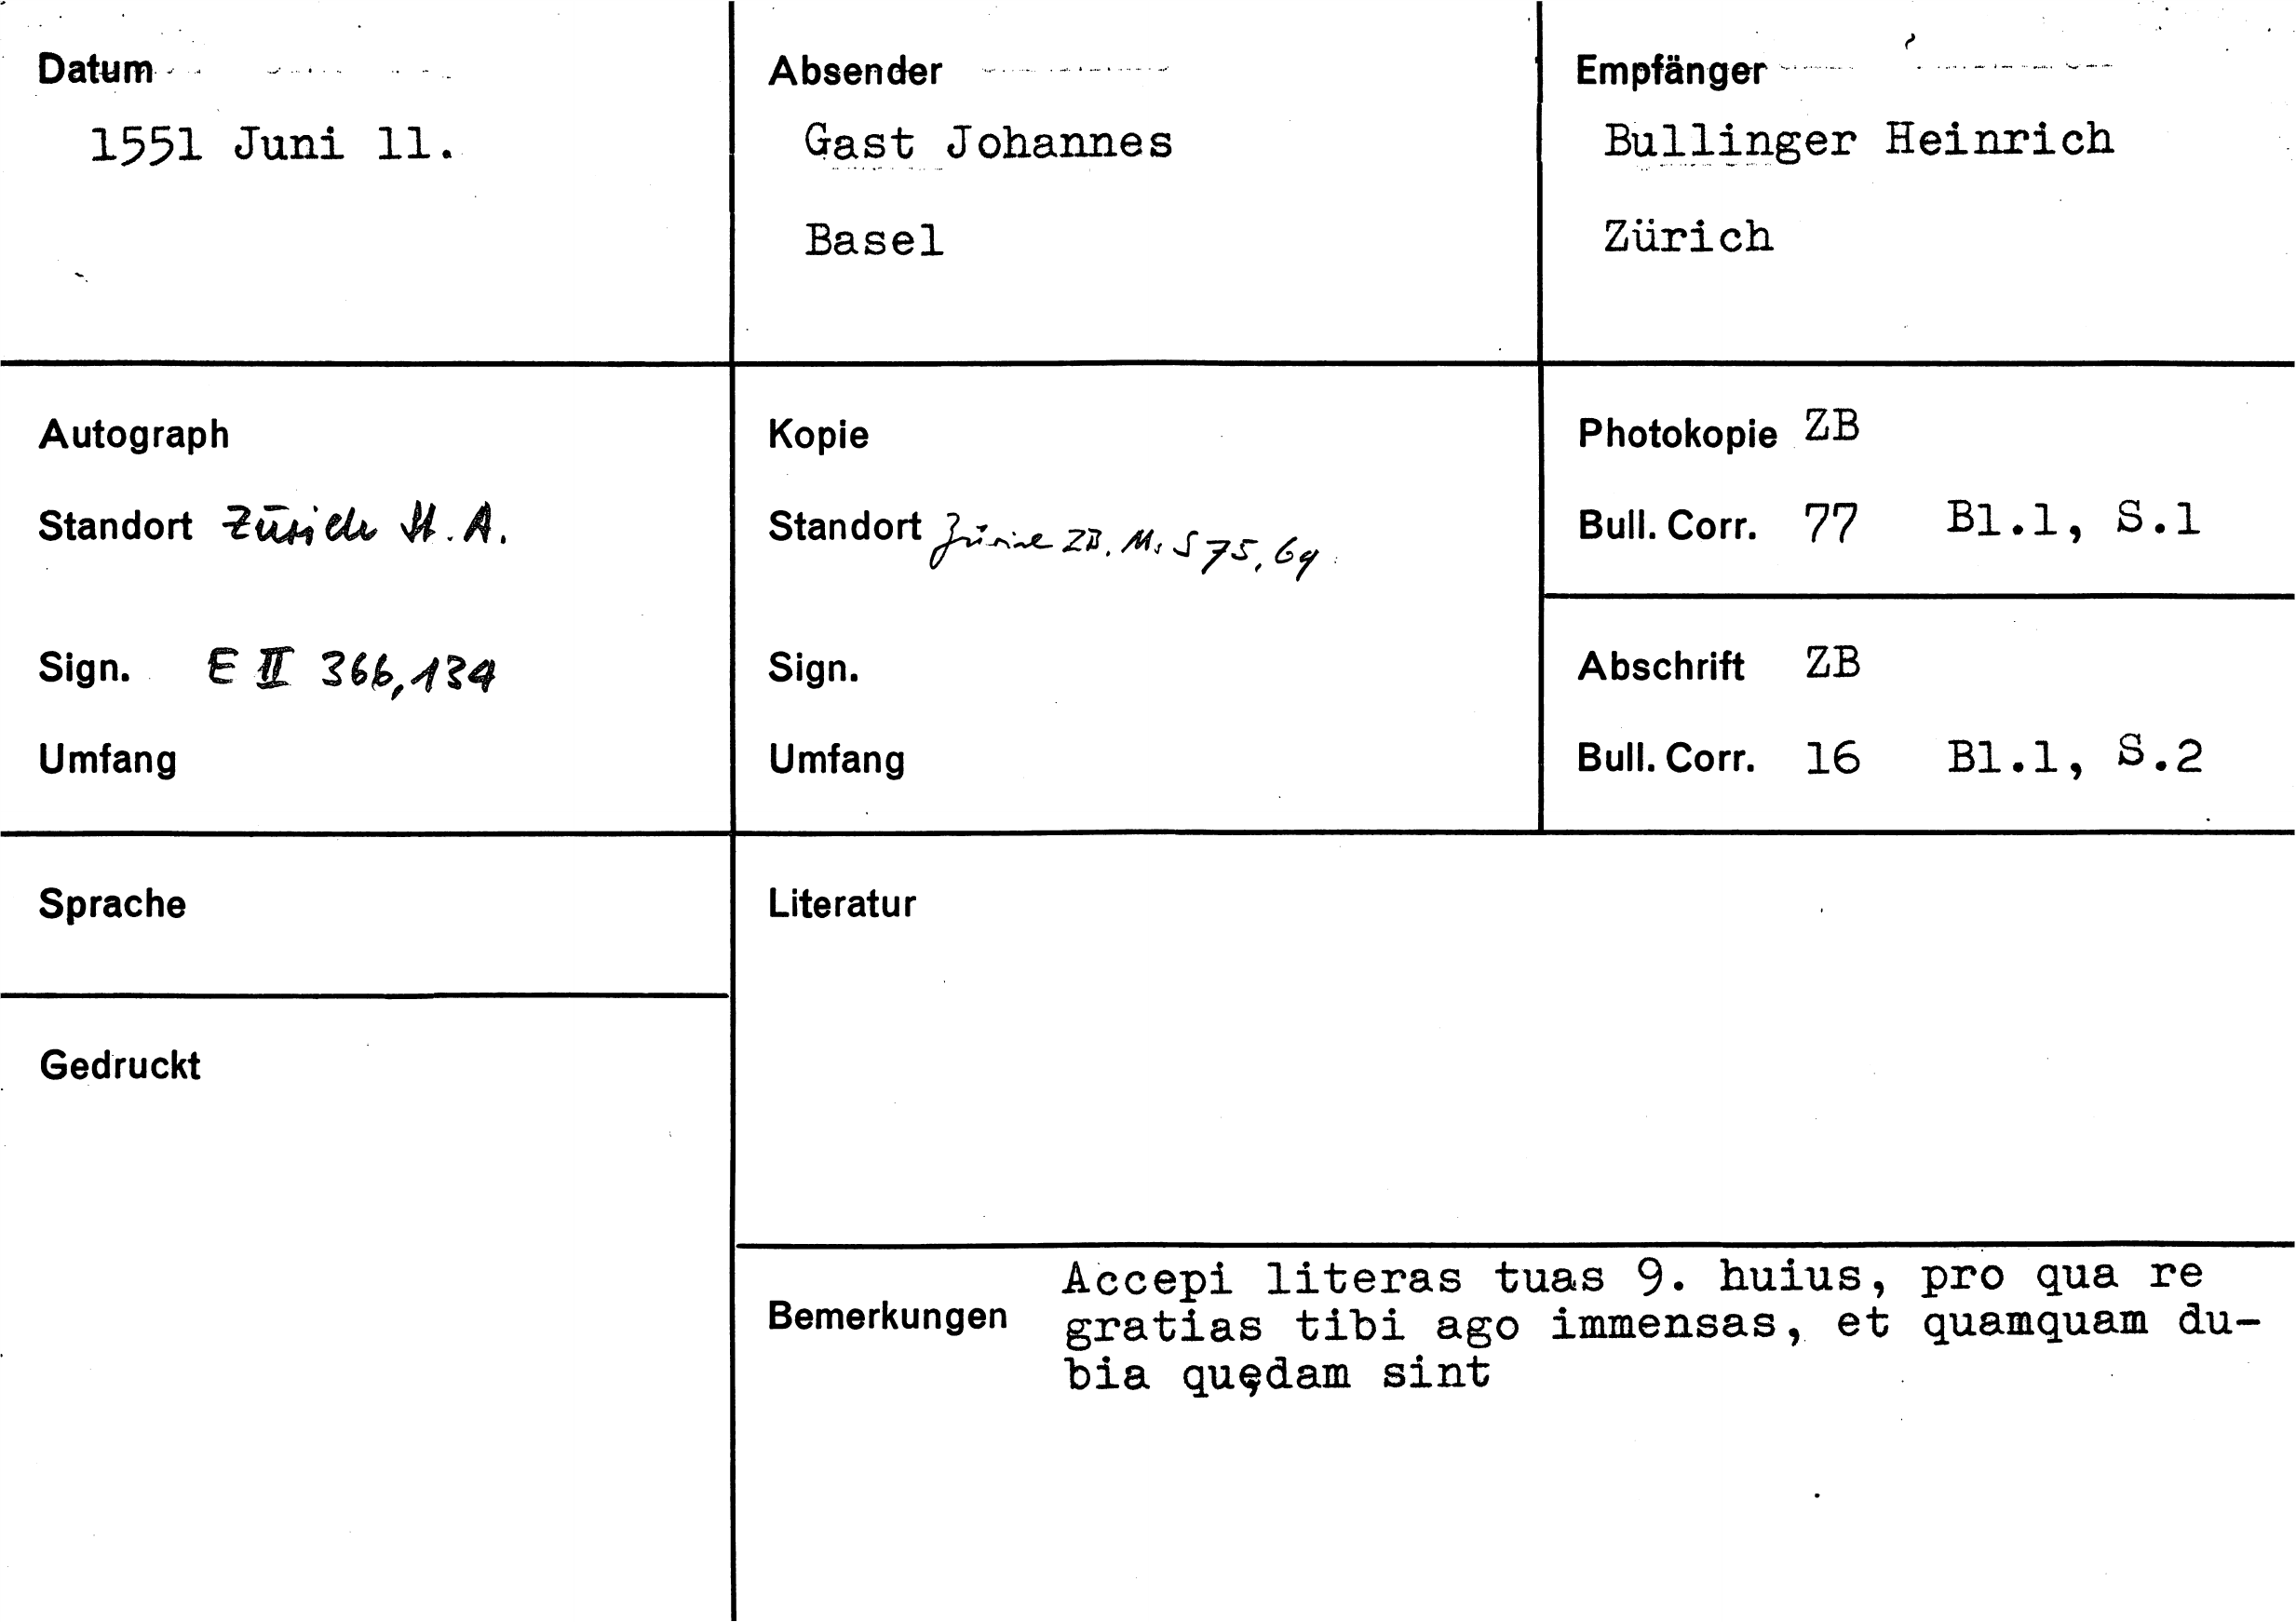 Datum
1551 Juni 11.
Absender
Gast Johannes
Basel
Empfänger
Bullinger Heinrich
Zürich
Autograph
Standort Zürich St. A.
Sign. E II 366,134
Umfang
Kopie
Standort Zürich ZB. Ms S 75, 69
Sign.
Umfang
Photokopie ZB
Bull. Corr. 77 Bl.1, S.1
Abschrift ZB
Bull. Corr. 16 Bl.1, S.2
Sprache
Gedruckt
Literatur
Bemerkungen
Accepi literas tuas 9. huius, pro qua re
gratias tibi ago immensas, et quamquam du-
bia quędam sint